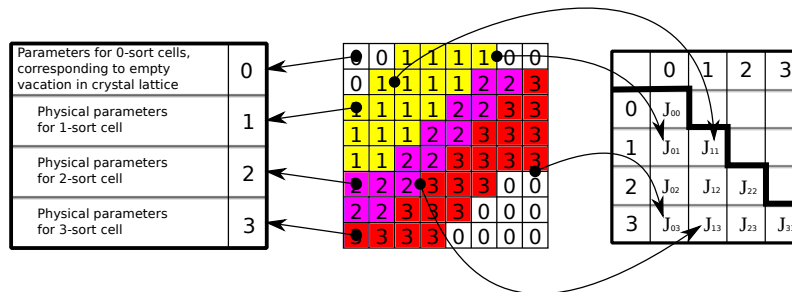 Parameters for 0-sort cells,
corresponding to empty
vacation in crystal lattice
0
Physical parameters
for 1-sort cell
1
Physical parameters
for 2-sort cell
2
Physical parameters
for 3-sort cell
3
0 0 1 1 1 1 0 0
0 1 1 1 1 2 2 3
1 1 1 1 2 2 3 3
1 1 1 2 2 3 3 3
1 1 2 2 3 3 3 3
2 2 2 3 3 3 0 0
2 2 3 3 3 0 0 0
3 3 3 3 0 0 0 0
0 1 2 3
0 J00
1 J01 J11
2 J02 J12 J22
3 J03 J13 J23